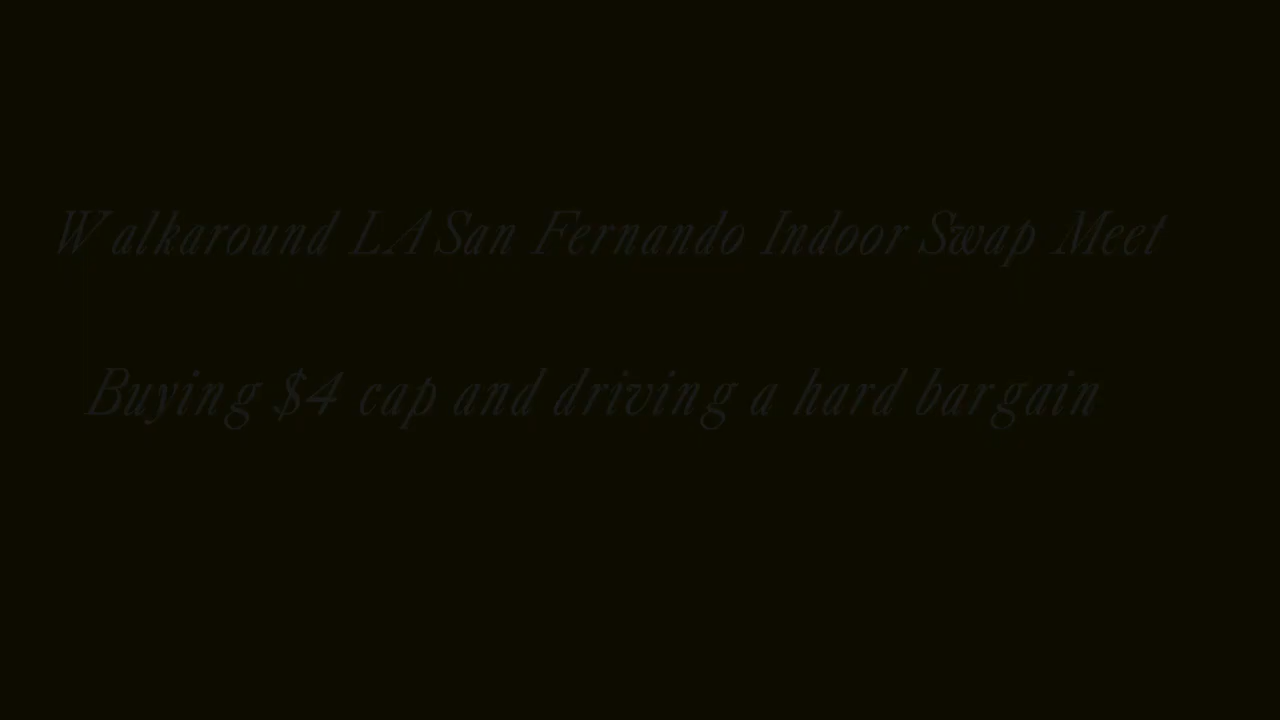 Walkaround LA San Fernando Indoor Swap Meet
Buying $4 cap and driving a hard bargain